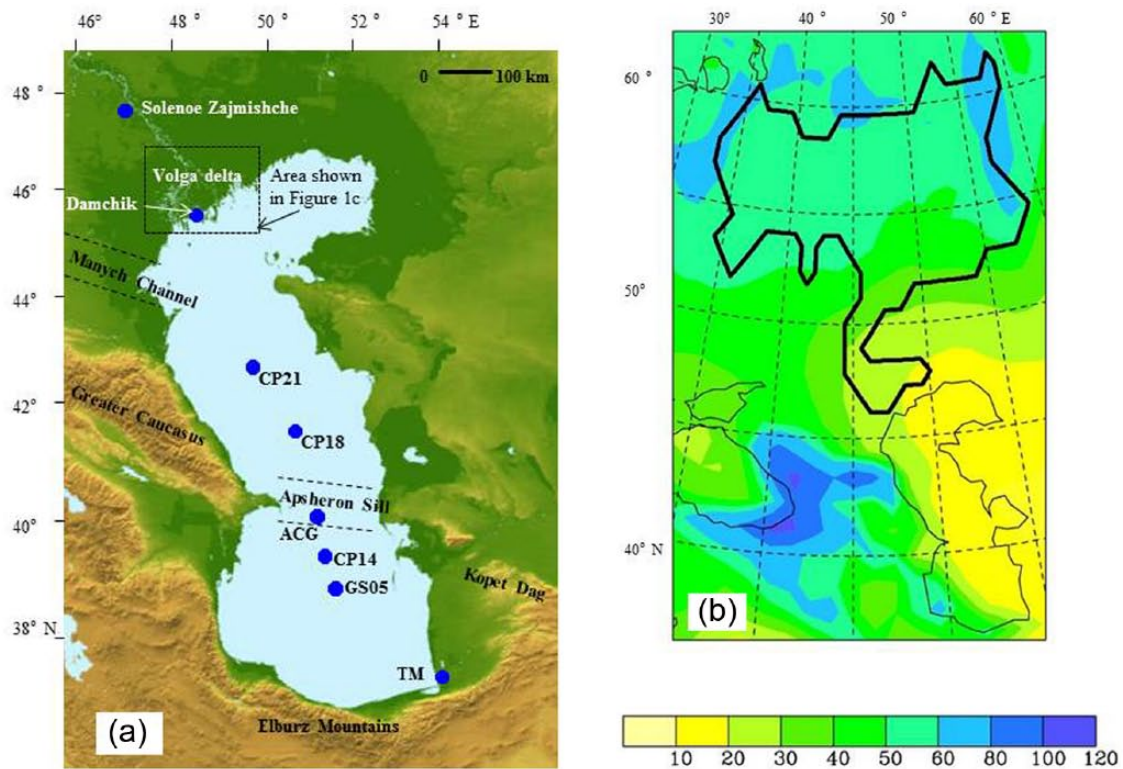 46° 48 50 52 54 ° E
0 100 km
48 °
Solenoe Zajmishche
Volga delta
Area shown
in Figure 1c
46 °
Damchik
Manych Channel
44 °
CP21
42 °
Greater Caucasus
CP18
Apsheron Sill
40 °
ACG
CP14
Kopet Dag
GS05
38 ° N
TM
Elburz Mountains
(a)
30° 40 50 60 ° E
60 °
50°
40 ° N
(b)
10 20 30 40 50 60 80 100 120